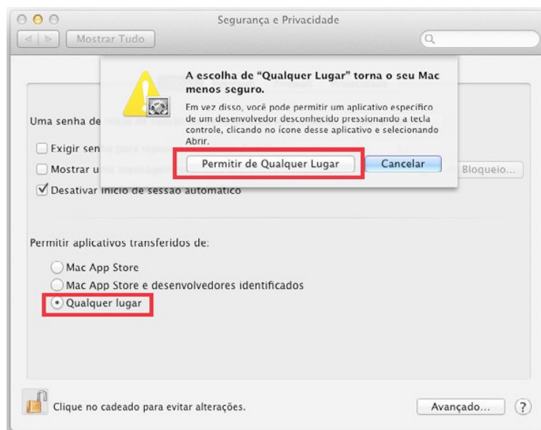 Segurança e Privacidade
Mostrar Tudo
A escolha de “Qualquer Lugar” torna o seu Mac
menos seguro.
Em vez disso, você pode permitir um aplicativo específico
de um desenvolvedor desconhecido pressionando a tecla
controle, clicando no ícone desse aplicativo e selecionando
Abrir.
Permitir de Qualquer Lugar
Cancelar
Uma senha de
Exigir
Mostrar
Bloqueio...
Desativar início de sessão automático
Permitir aplicativos transferidos de:
Mac App Store
Mac App Store e desenvolvedores identificados
Qualquer lugar
Clique no cadeado para evitar alterações.
Avançado...
?